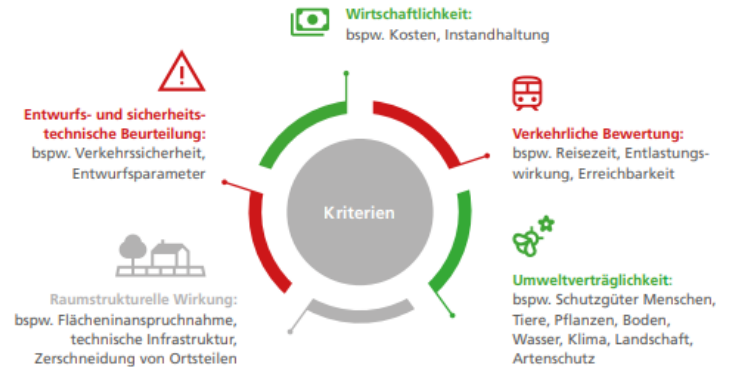 Wirtschaftlichkeit:
bspw. Kosten, Instandhaltung
Entwurfs- und sicherheits-
technische Beurteilung:
bspw. Verkehrssicherheit,
Entwurfsparameter
Verkehrliche Bewertung:
bspw. Reisezeit, Entlastungs-
wirkung, Erreichbarkeit
Kriterien
Raumstrukturelle Wirkung:
bspw. Flächeninanspruchnahme,
technische Infrastruktur,
Zerschneidung von Ortsteilen
Umweltverträglichkeit:
bspw. Schutzgüter Menschen,
Tiere, Pflanzen, Boden,
Wasser, Klima, Landschaft,
Artenschutz